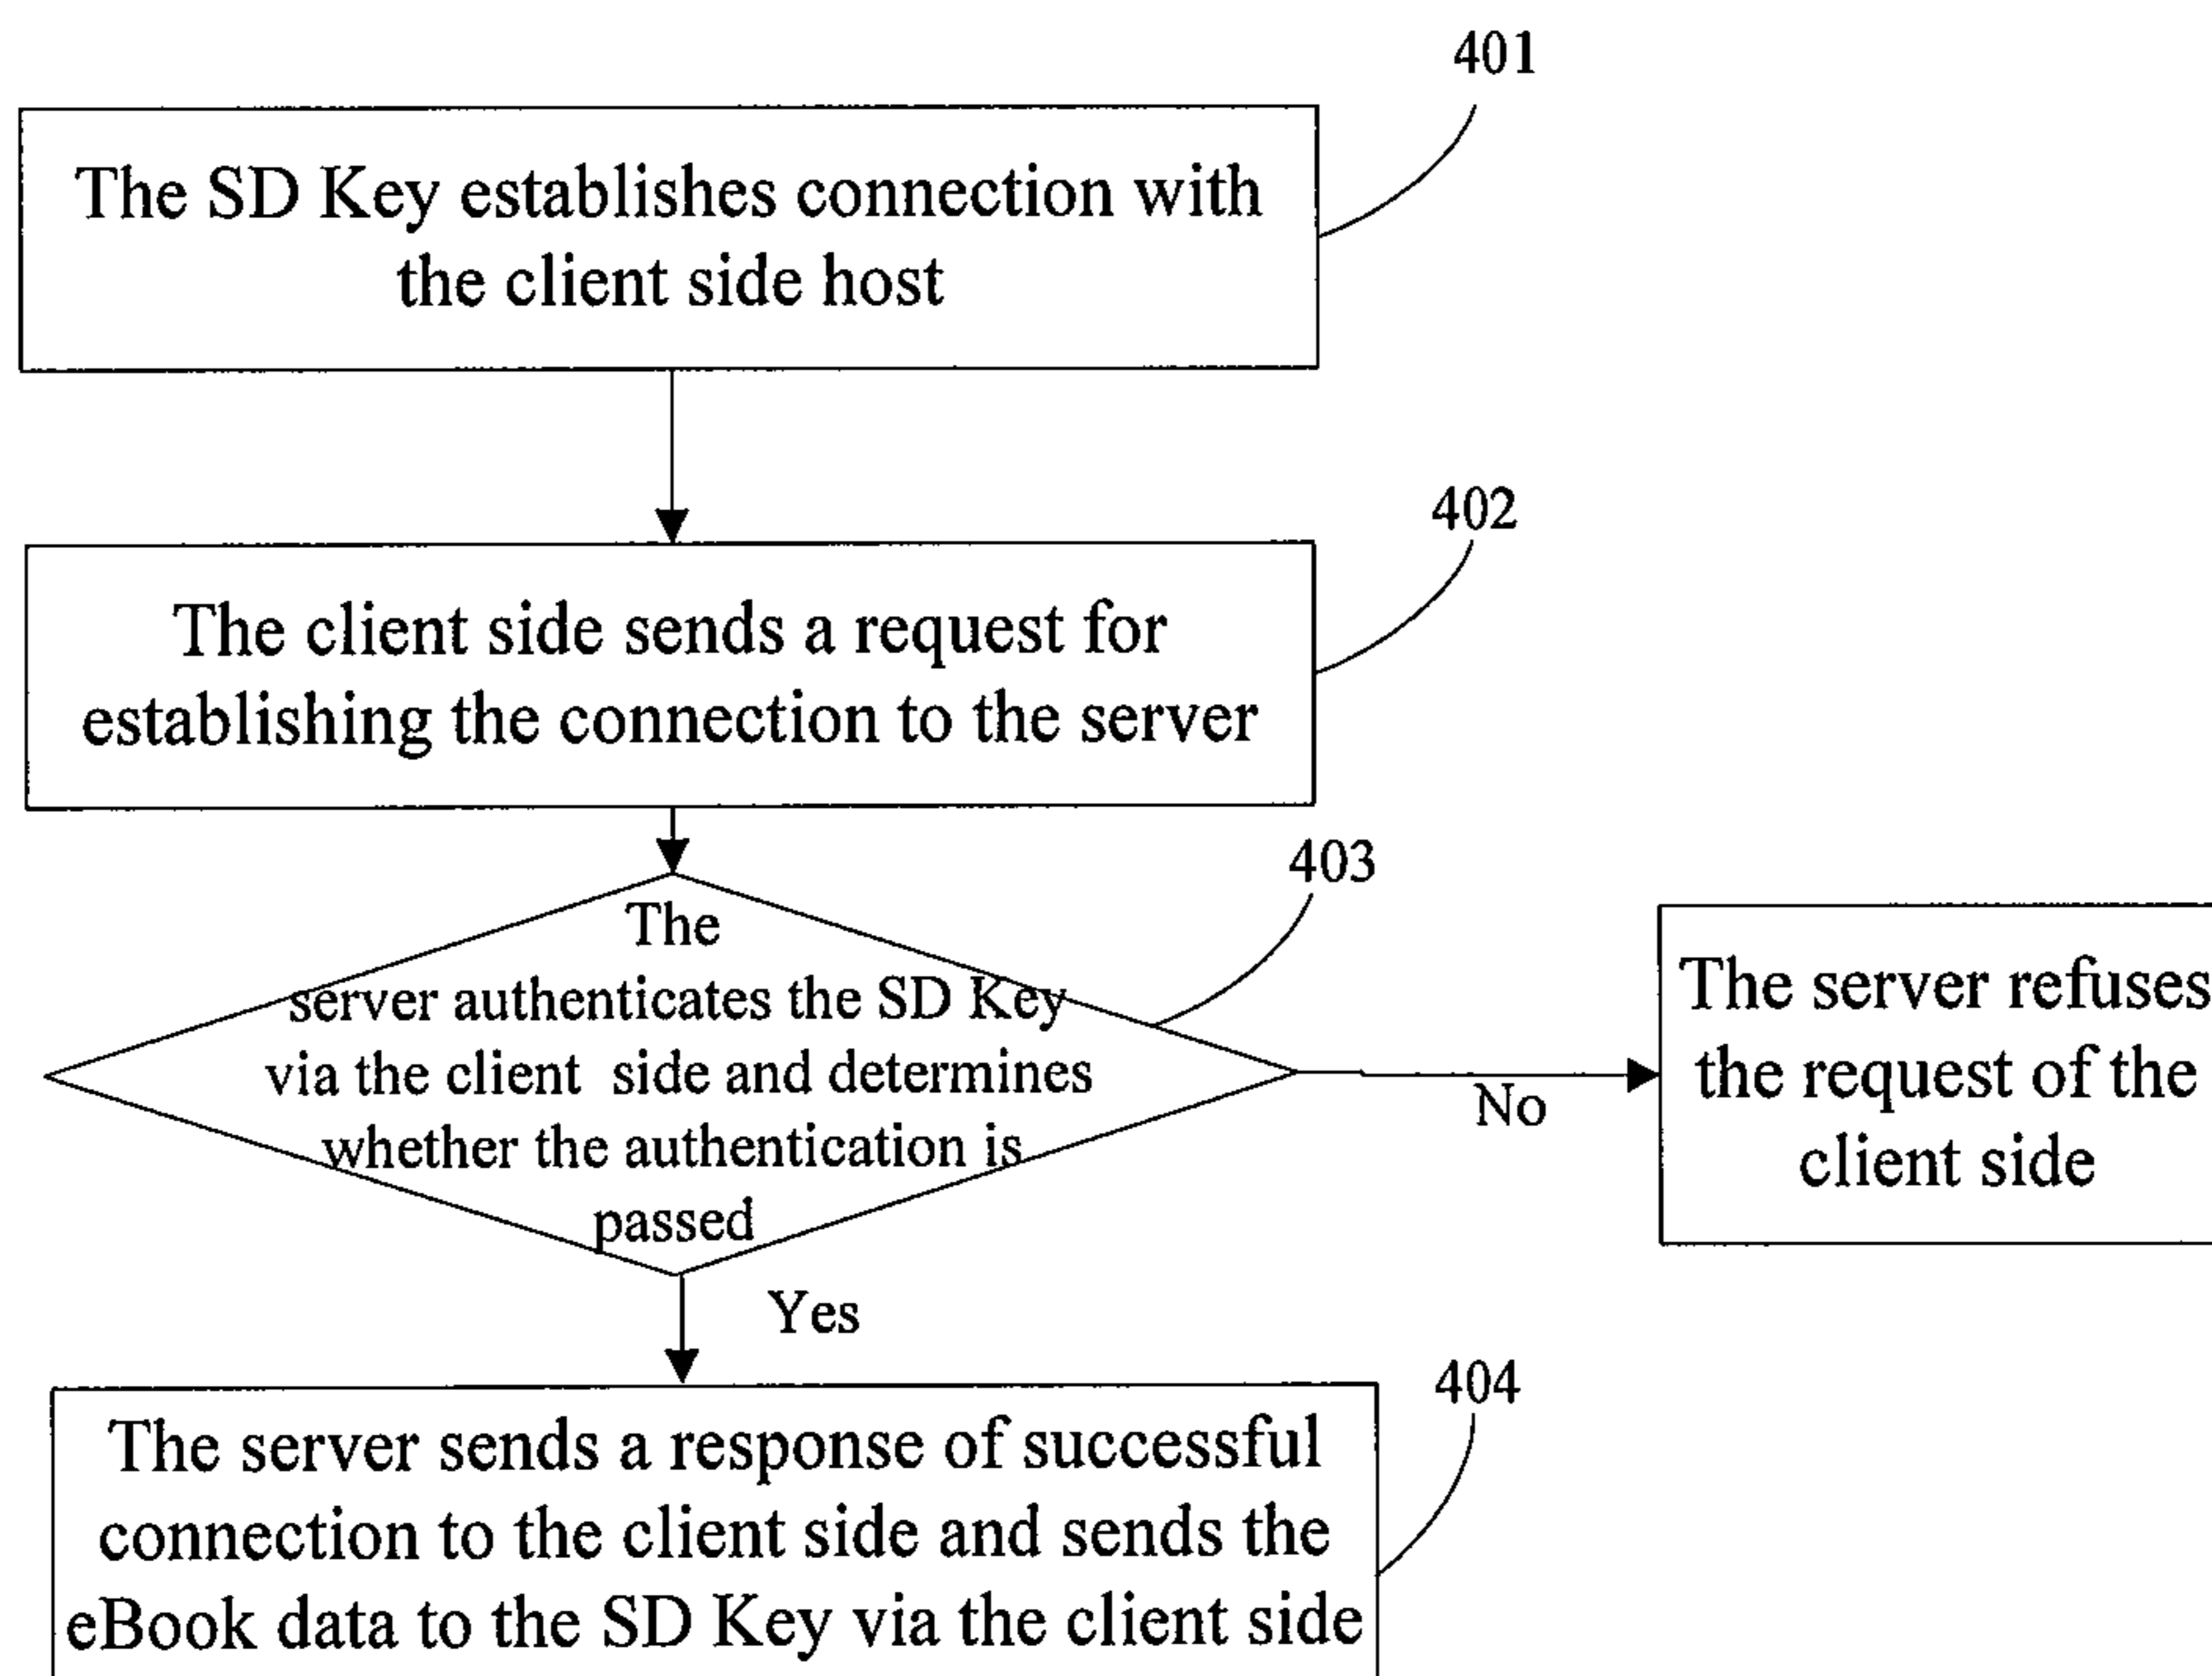 401
The SD Key establishes connection with
the client side host
402
The client side sends a request for
establishing the connection to the server
403
The
server authenticates the SD Key
via the client side and determines
whether the authentication is
passed
No
The server refuses
the request of the
client side
Yes
404
The server sends a response of successful
connection to the client side and sends the
eBook data to the SD Key via the client side